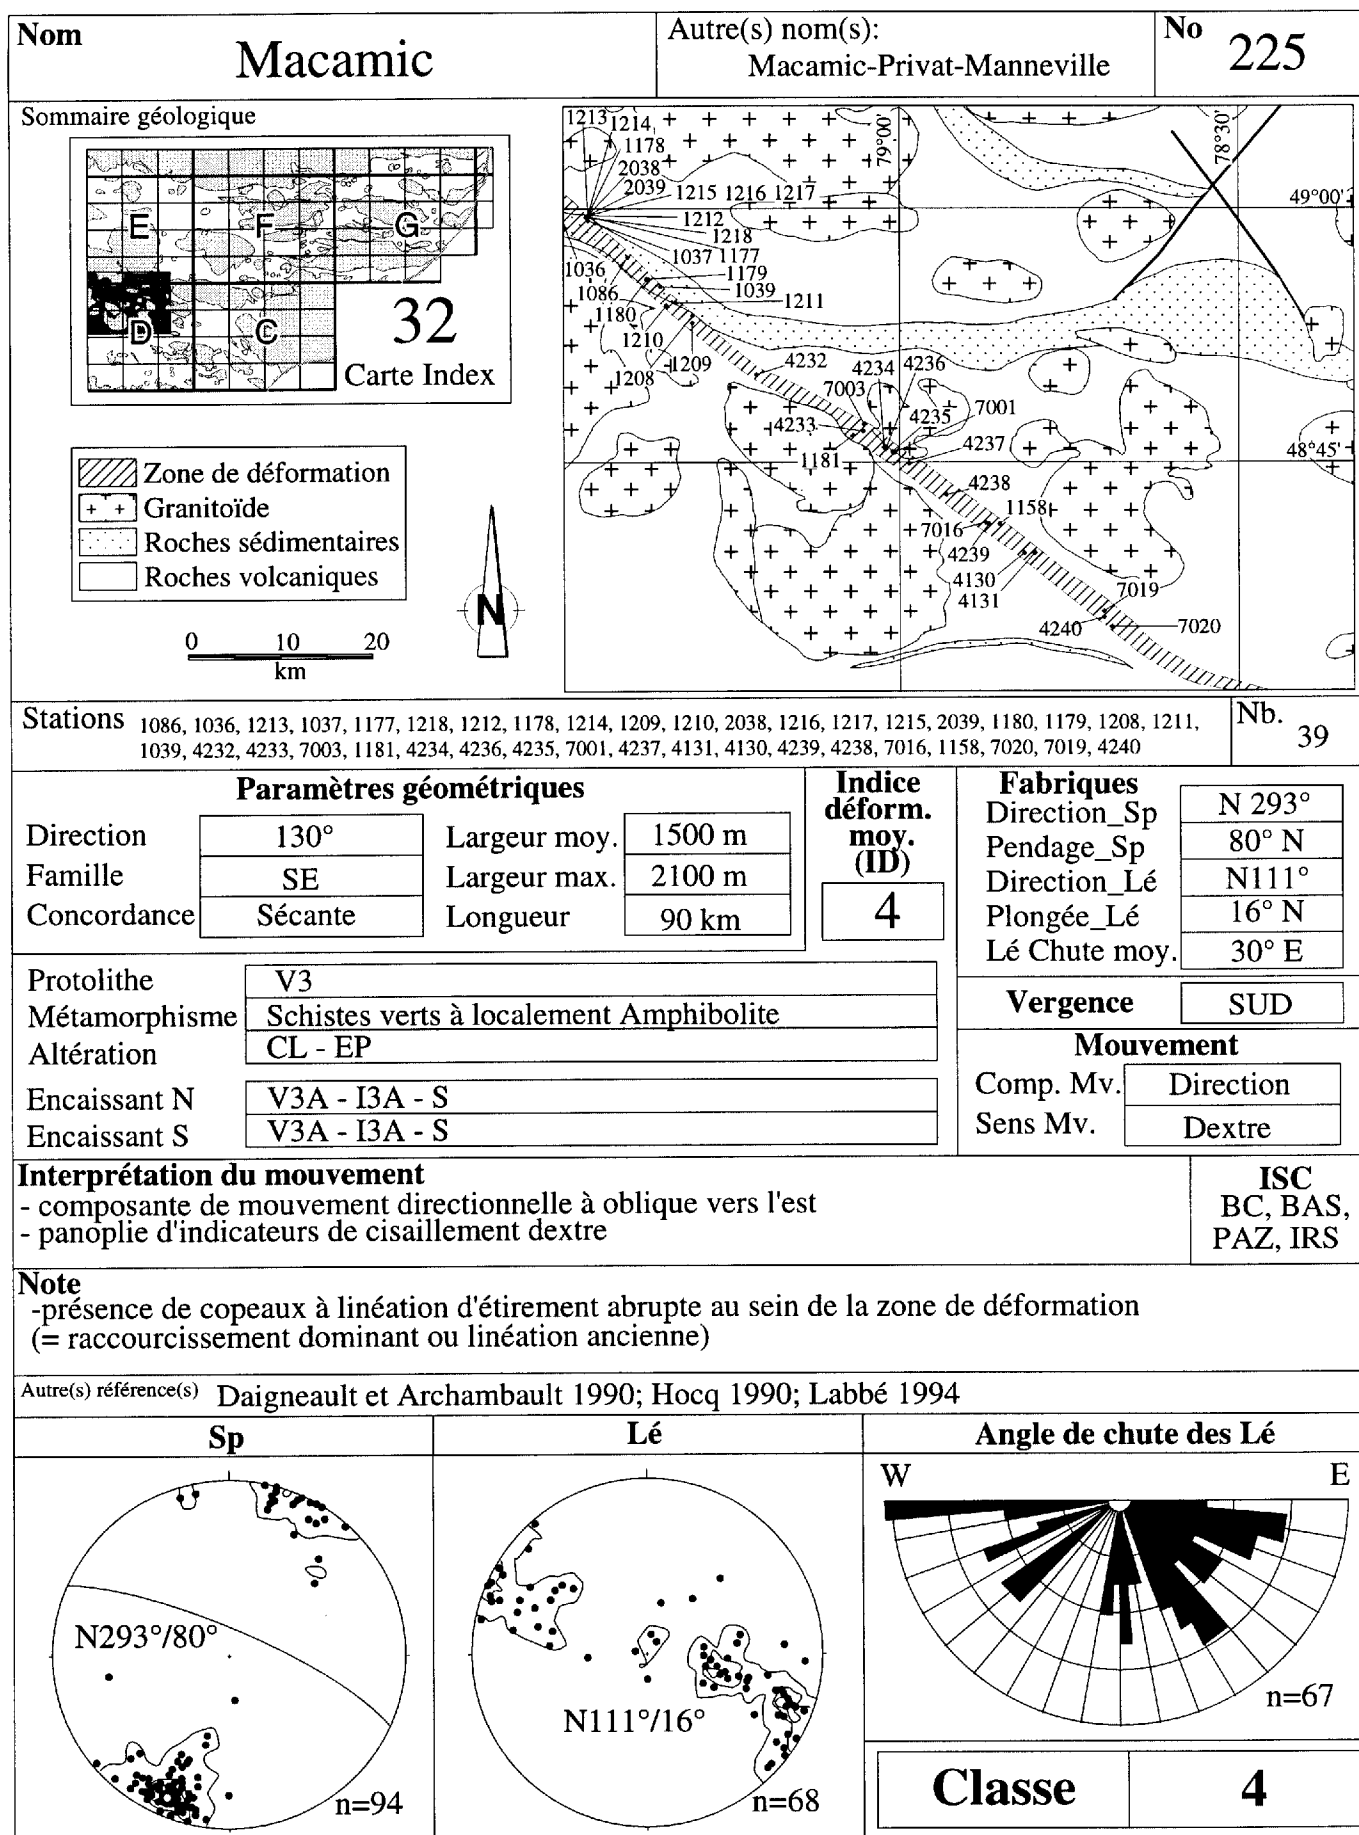 Nom
Macamic
Autre(s) nom(s):
Macamic-Privat-Manneville
No
225
Sommaire géologique
E
F
G
D
C
32
Carte Index
Zone de déformation
Granitoïde
Roches sédimentaires
Roches volcaniques
N
0 10 20
km
1213
1214
1178
2038
2039
1215 1216 1217
1212
1218
1037 1177
1036
1179
1086
1039
1180
1211
1210
1209
1208
4232
4234
4236
7003
4235
7001
4233
4237
1181
4238
1158
7016
4239
4130
4131
7019
4240
7020
79°00'
78°30'
49°00'
48°45'
Stations
1086, 1036, 1213, 1037, 1177, 1218, 1212, 1178, 1214, 1209, 1210, 2038, 1216, 1217, 1215, 2039, 1180, 1179, 1208, 1211,
1039, 4232, 4233, 7003, 1181, 4234, 4236, 4235, 7001, 4237, 4131, 4130, 4239, 4238, 7016, 1158, 7020, 7019, 4240
Nb.
39
Paramètres géométriques
Direction 130°
Famille SE
Concordance Sécante
Largeur moy. 1500 m
Largeur max. 2100 m
Longueur 90 km
Indice
déform.
moy.
(ID)
4
Fabriques
Direction_Sp N 293°
Pendage_Sp 80° N
Direction_Lé N111°
Plongée_Lé 16° N
Lé Chute moy. 30° E
Protolithe V3
Métamorphisme Schistes verts à localement Amphibolite
Altération CL - EP
Encaissant N V3A - I3A - S
Encaissant S V3A - I3A - S
Vergence SUD
Mouvement
Comp. Mv. Direction
Sens Mv. Dextre
Interprétation du mouvement
- composante de mouvement directionnelle à oblique vers l'est
- panoplie d'indicateurs de cisaillement dextre
ISC
BC, BAS,
PAZ, IRS
Note
-présence de copeaux à linéation d'étirement abrupte au sein de la zone de déformation
(= raccourcissement dominant ou linéation ancienne)
Autre(s) référence(s) Daigneault et Archambault 1990; Hocq 1990; Labbé 1994
Sp
N293°/80°
n=94
Lé
N111°/16°
n=68
Angle de chute des Lé
W E
n=67
Classe 4